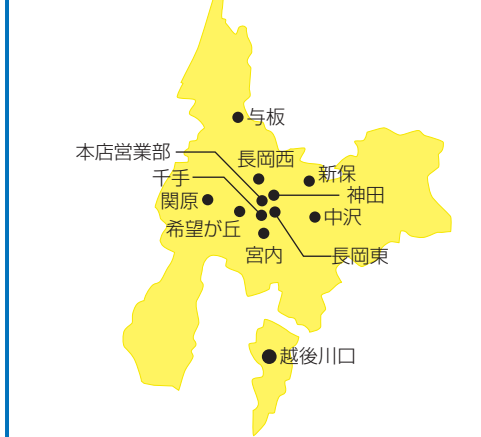 与板
本店営業部
長岡西
千手
新保
関原
神田
希望が丘
中沢
宮内
長岡東
越後川口